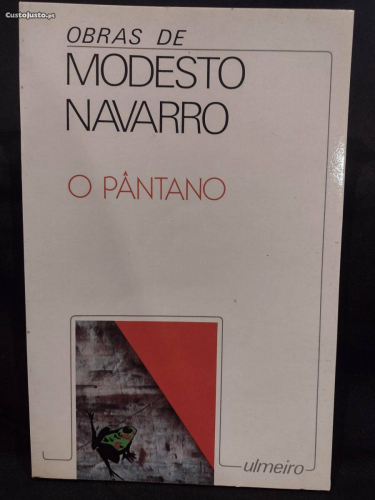 CustoJusto.pt
OBRAS DE
MODESTO
NAVARRO
O PÂNTANO
ulmeiro